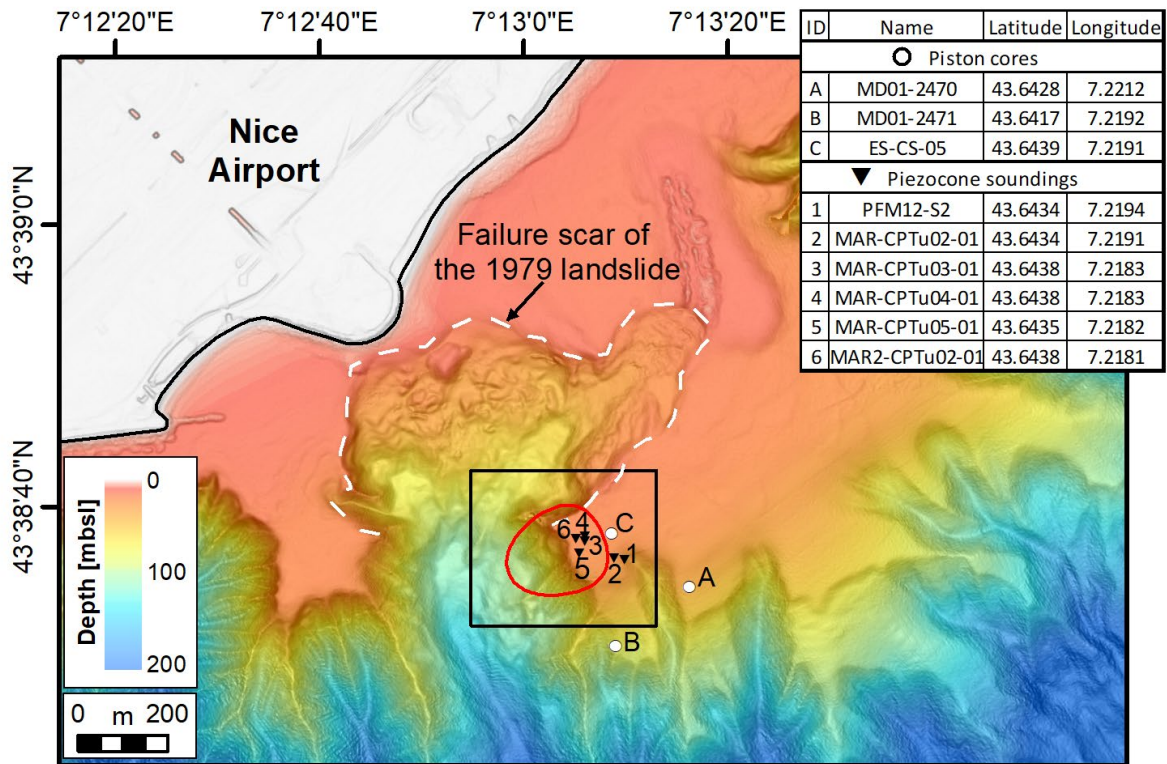 7°12'20"E 7°12'40"E 7°13'0"E 7°13'20"E
ID Name Latitude Longitude
Piston cores
A MD01-2470 43.6428 7.2212
B MD01-2471 43.6417 7.2192
C ES-CS-05 43.6439 7.2191
Piezocone soundings
1 PFM12-S2 43.6434 7.2194
2 MAR-CPTu02-01 43.6434 7.2191
3 MAR-CPTu03-01 43.6438 7.2183
4 MAR-CPTu04-01 43.6438 7.2183
5 MAR-CPTu05-01 43.6435 7.2182
6 MAR2-CPTu02-01 43.6438 7.2181
Nice
Airport
43°39'0"N
Failure scar of
the 1979 landslide
43°38'40"N
4
6
C
3
1
5
2
A
B
Depth [mbsl]
0
100
200
0 m 200